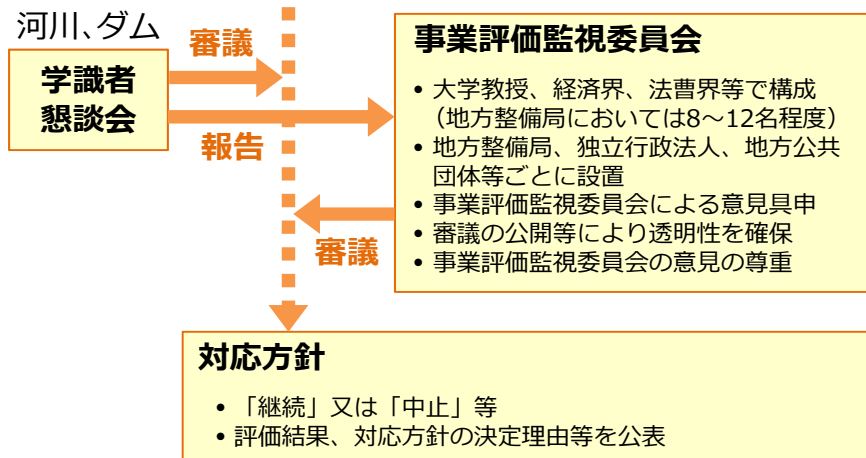 河川、ダム
学識者
懇談会
審議
報告
事業評価監視委員会
• 大学教授、経済界、法曹界等で構成
（地方整備局においては8～12名程度）
• 地方整備局、独立行政法人、地方公共
団体等ごとに設置
• 事業評価監視委員会による意見具申
• 審議の公開等により透明性を確保
• 事業評価監視委員会の意見の尊重
審議
対応方針
• 「継続」又は「中止」等
• 評価結果、対応方針の決定理由等を公表